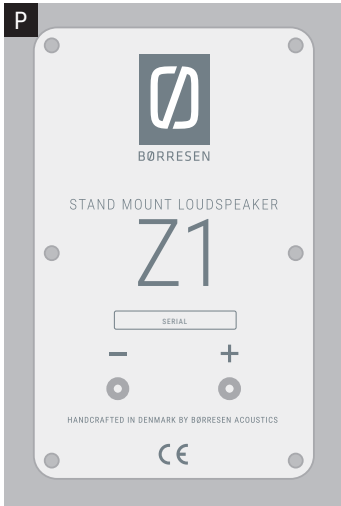 P
BØRRESEN
STAND MOUNT LOUDSPEAKER
Z1
SERIAL
− +
HANDCRAFTED IN DENMARK BY BØRRESEN ACOUSTICS
CE